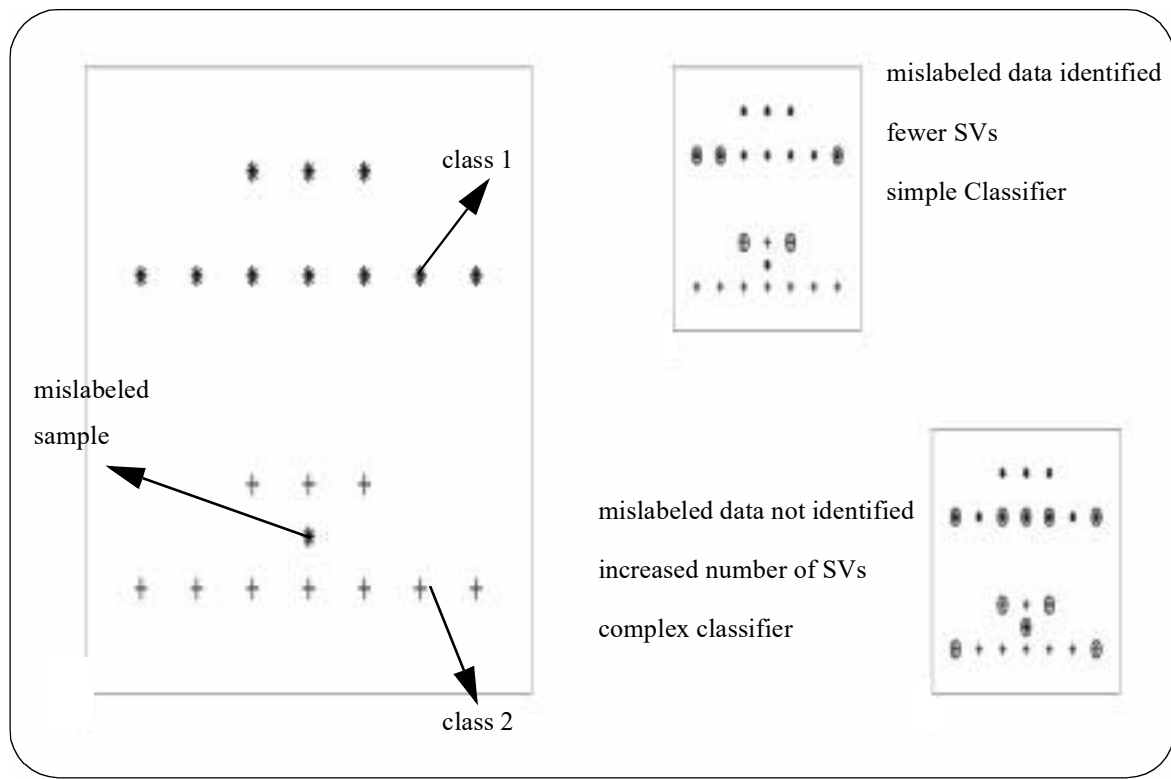 class 1
mislabeled
sample
class 2
mislabeled data identified
fewer SVs
simple Classifier
mislabeled data not identified
increased number of SVs
complex classifier